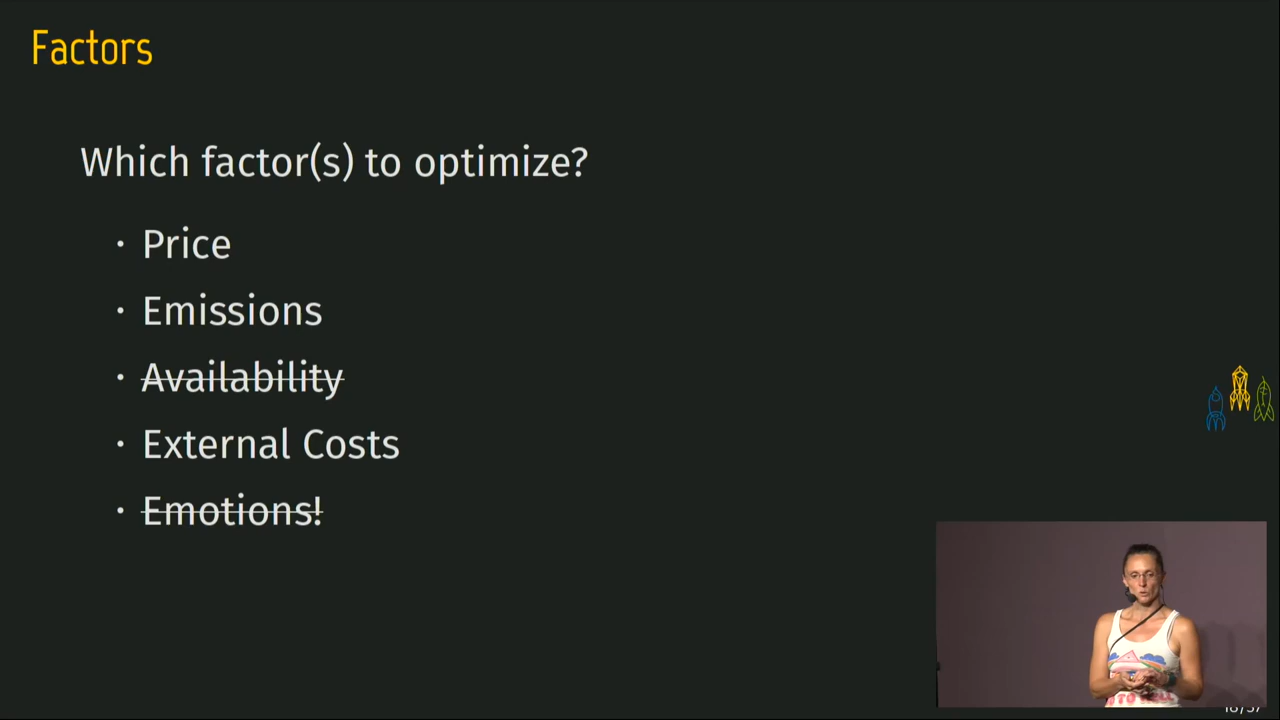 Factors
Which factor(s) to optimize?
• Price
• Emissions
• Availability
• External Costs
• Emotions!